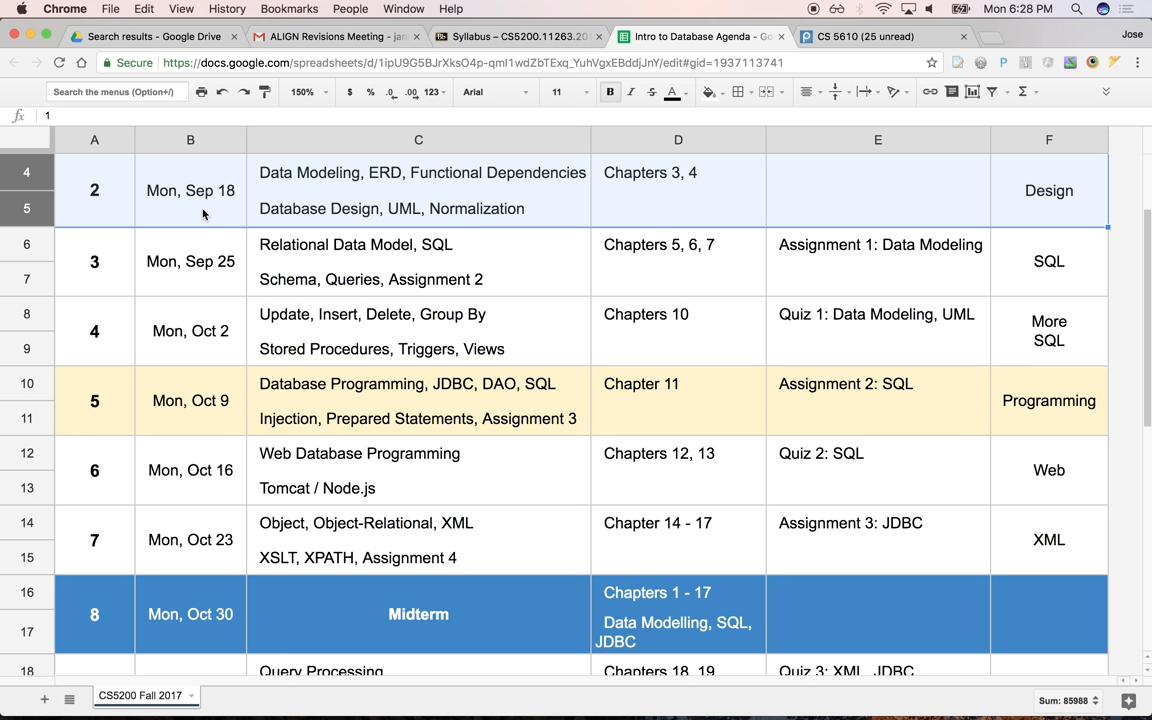 Chrome File Edit View History Bookmarks People Window Help Mon 6:28 PM
Search results - Google Drive
ALIGN Revisions Meeting - jan
Syllabus – CS5200.11263.20
Intro to Database Agenda - Go
CS 5610 (25 unread)
Jose
Secure https://docs.google.com/spreadsheets/d/1ipU9G5BJrXksO4p-qmI1wdZbTExq_YuhVgxEBddjJnY/edit#gid=1937113741
Search the menus (Option+/) 150% $ % .0 .00 123 Arial 11 B I S A
fx 1
A B C D E F
4 2 Mon, Sep 18 Data Modeling, ERD, Functional Dependencies Chapters 3, 4 Design
5 Database Design, UML, Normalization
6 3 Mon, Sep 25 Relational Data Model, SQL Chapters 5, 6, 7 Assignment 1: Data Modeling SQL
7 Schema, Queries, Assignment 2
8 4 Mon, Oct 2 Update, Insert, Delete, Group By Chapters 10 Quiz 1: Data Modeling, UML More
SQL
9 Stored Procedures, Triggers, Views
10 5 Mon, Oct 9 Database Programming, JDBC, DAO, SQL Chapter 11 Assignment 2: SQL Programming
11 Injection, Prepared Statements, Assignment 3
12 6 Mon, Oct 16 Web Database Programming Chapters 12, 13 Quiz 2: SQL Web
13 Tomcat / Node.js
14 7 Mon, Oct 23 Object, Object-Relational, XML Chapter 14 - 17 Assignment 3: JDBC XML
15 XSLT, XPATH, Assignment 4
16 8 Mon, Oct 30 Midterm Chapters 1 - 17
17 Data Modelling, SQL,
JDBC
18 Query Processing Chapters 18, 19 Quiz 3: XML, JDBC
CS5200 Fall 2017
Sum: 85988